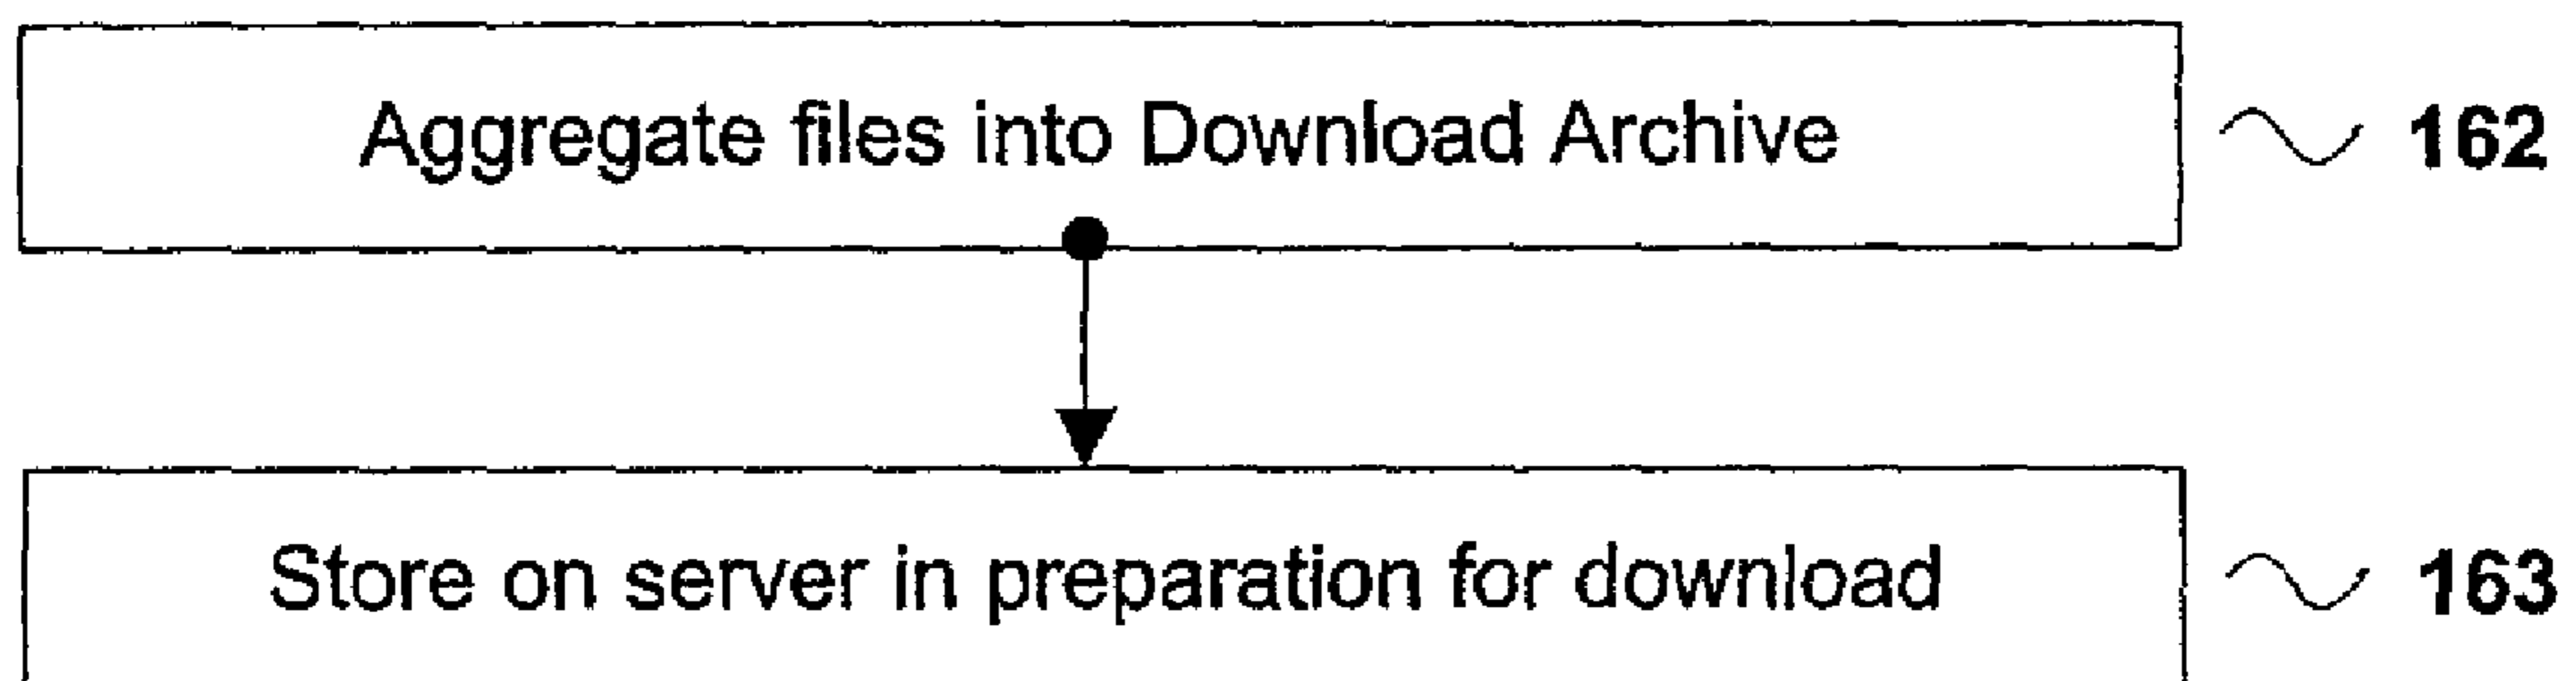 Aggregate files into Download Archive 162
Store on server in preparation for download 163